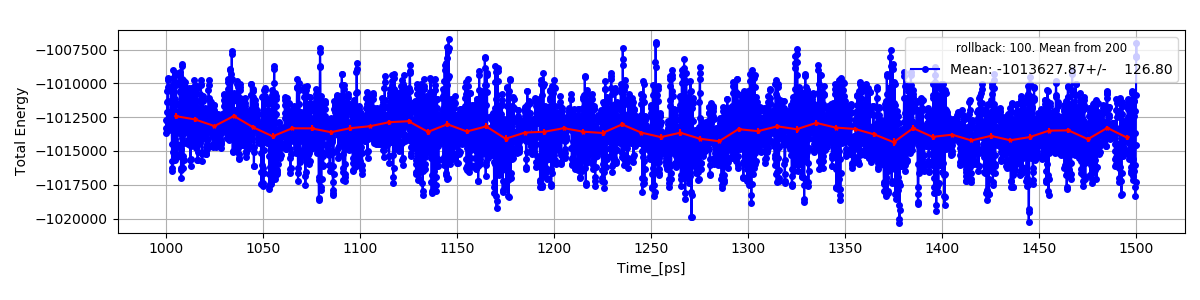 rollback: 100. Mean from 200
Mean: -1013627.87+/- 126.80
Total Energy
−1007500
−1010000
−1012500
−1015000
−1017500
−1020000
1000 1050 1100 1150 1200 1250 1300 1350 1400 1450 1500
Time_[ps]